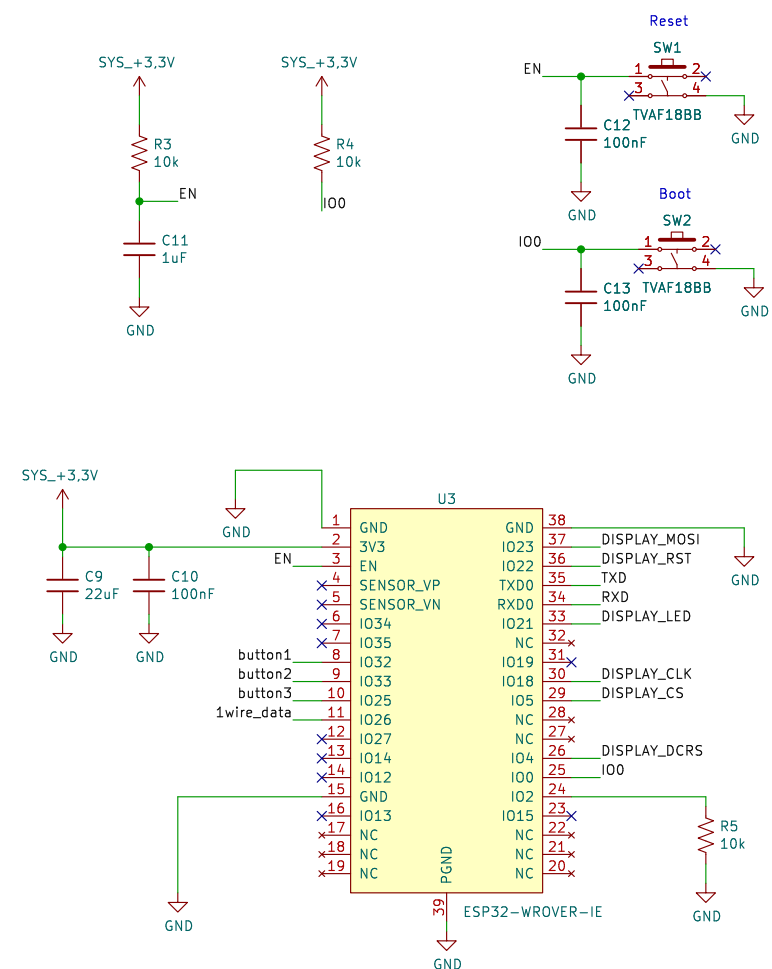 Reset
SYS_+3,3V
SYS_+3,3V
SW1
EN
1
2
3
4
TVAF18BB
R3
10k
R4
10k
C12
100nF
GND
EN
IO0
GND
Boot
SW2
C11
1uF
IO0
1
2
3
4
TVAF18BB
C13
100nF
GND
GND
GND
SYS_+3,3V
U3
GND
1
GND
GND
38
2
3V3
IO23
37
DISPLAY_MOSI
EN
3
EN
IO22
36
DISPLAY_RST
4
SENSOR_VP
TXD0
35
TXD
5
SENSOR_VN
RXD0
34
RXD
6
IO34
IO21
33
DISPLAY_LED
7
IO35
NC
32
button1
8
IO32
IO19
31
button2
9
IO33
IO18
30
DISPLAY_CLK
button3
10
IO25
IO5
29
DISPLAY_CS
1wire_data
11
IO26
NC
28
12
IO27
NC
27
13
IO14
IO4
26
DISPLAY_DCRS
14
IO12
IO0
25
IO0
15
GND
IO2
24
16
IO13
IO15
23
17
NC
NC
22
18
NC
NC
21
19
NC
NC
20
PGND
39
ESP32-WROVER-IE
C9
22uF
C10
100nF
GND
GND
GND
R5
10k
GND
GND
GND